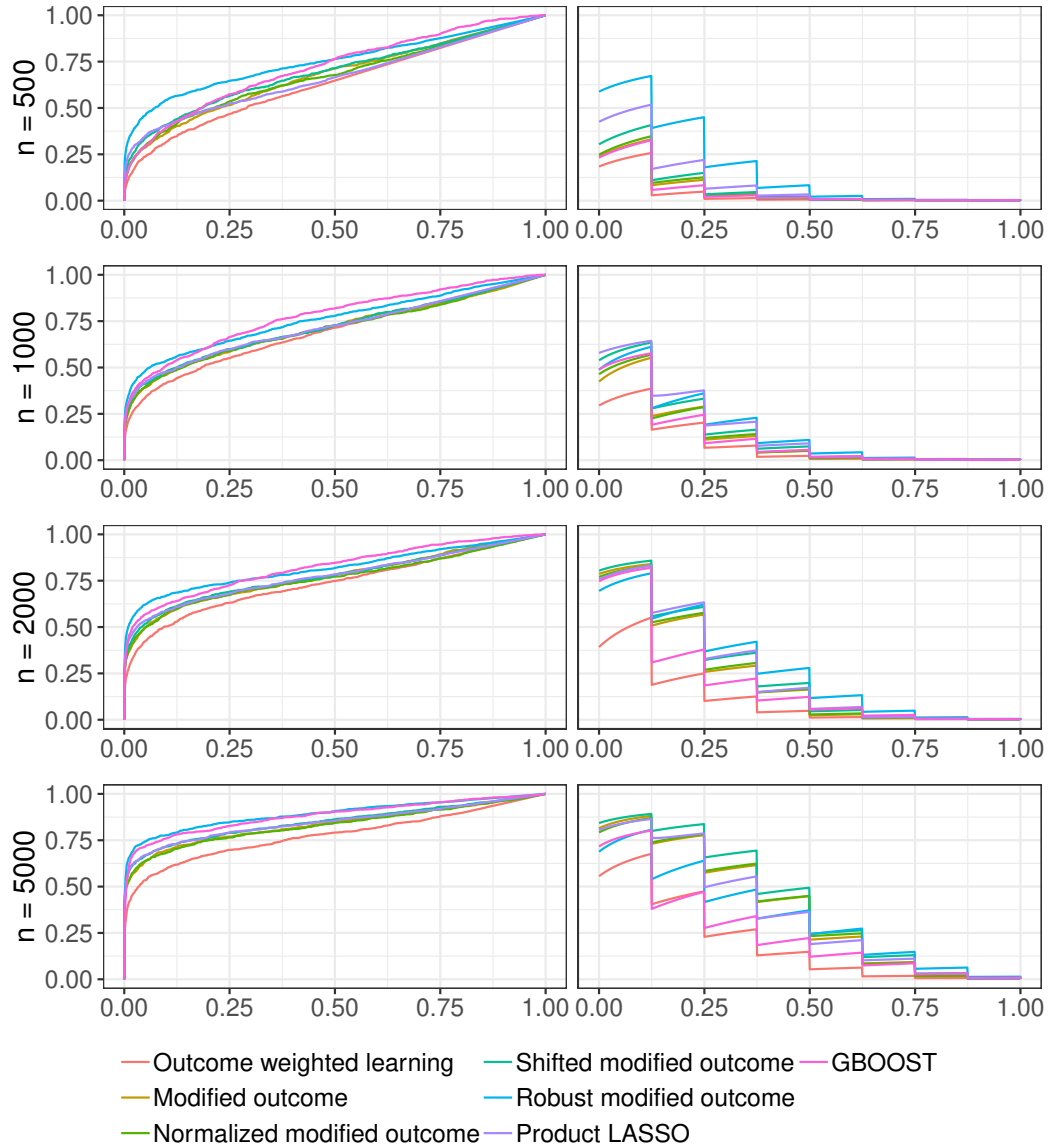 1.00
0.75
0.50
0.25
0.00
n = 500
0.00 0.25 0.50 0.75 1.00 0.00 0.25 0.50 0.75 1.00
1.00
0.75
0.50
0.25
0.00
n = 1000
0.00 0.25 0.50 0.75 1.00 0.00 0.25 0.50 0.75 1.00
1.00
0.75
0.50
0.25
0.00
n = 2000
0.00 0.25 0.50 0.75 1.00 0.00 0.25 0.50 0.75 1.00
1.00
0.75
0.50
0.25
0.00
n = 5000
0.00 0.25 0.50 0.75 1.00 0.00 0.25 0.50 0.75 1.00
Outcome weighted learning Shifted modified outcome GBOOST
Modified outcome Robust modified outcome
Normalized modified outcome Product LASSO